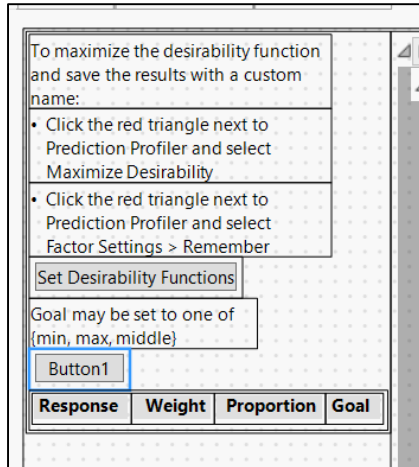 To maximize the desirability function
and save the results with a custom
name:
• Click the red triangle next to
Prediction Profiler and select
Maximize Desirability
• Click the red triangle next to
Prediction Profiler and select
Factor Settings > Remember
Set Desirability Functions
Goal may be set to one of
{min, max, middle}
Button1
Response Weight Proportion Goal